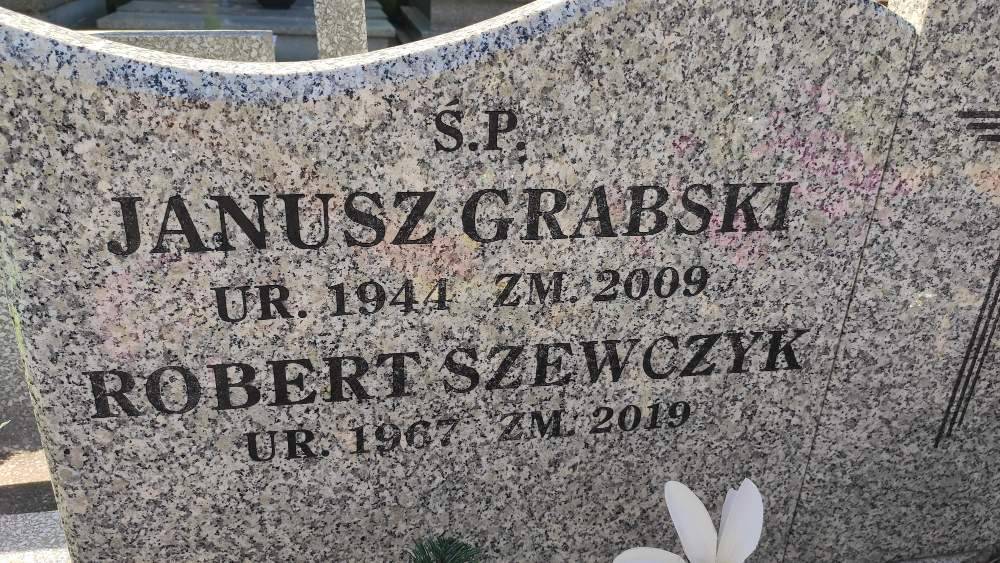 Ś.P.
JANUSZ GRABSKI
UR. 1944 ZM. 2009
ROBERT SZEWCZYK
UR. 1967 ZM. 2019